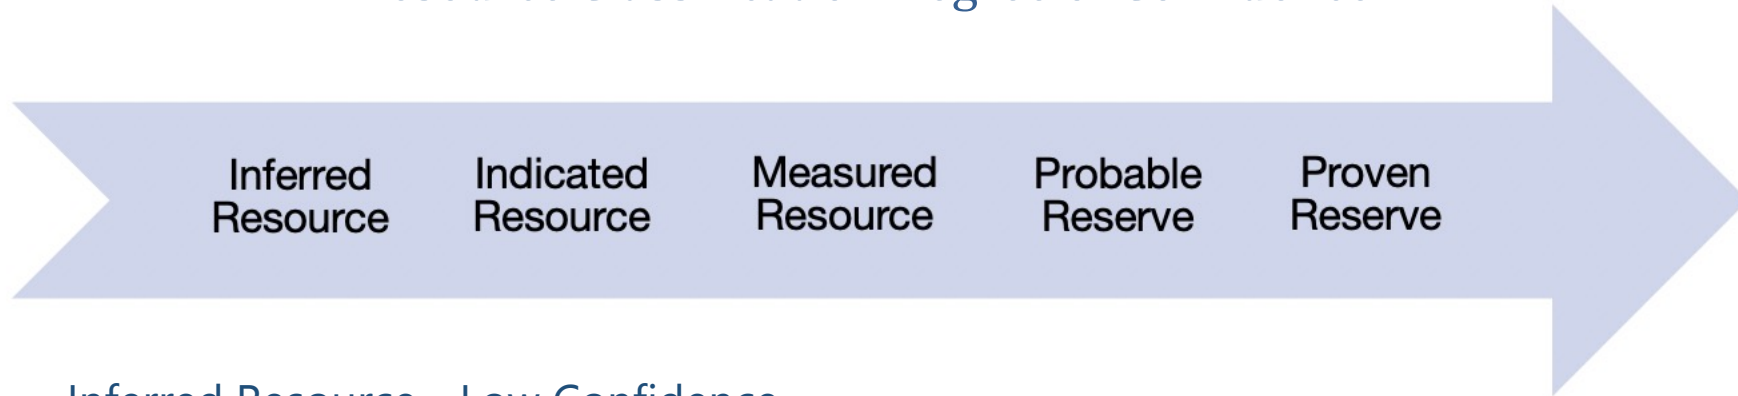 Inferred
Resource
Indicated
Resource
Measured
Resource
Probable
Reserve
Proven
Reserve
Inferred Resource – Low Confidence